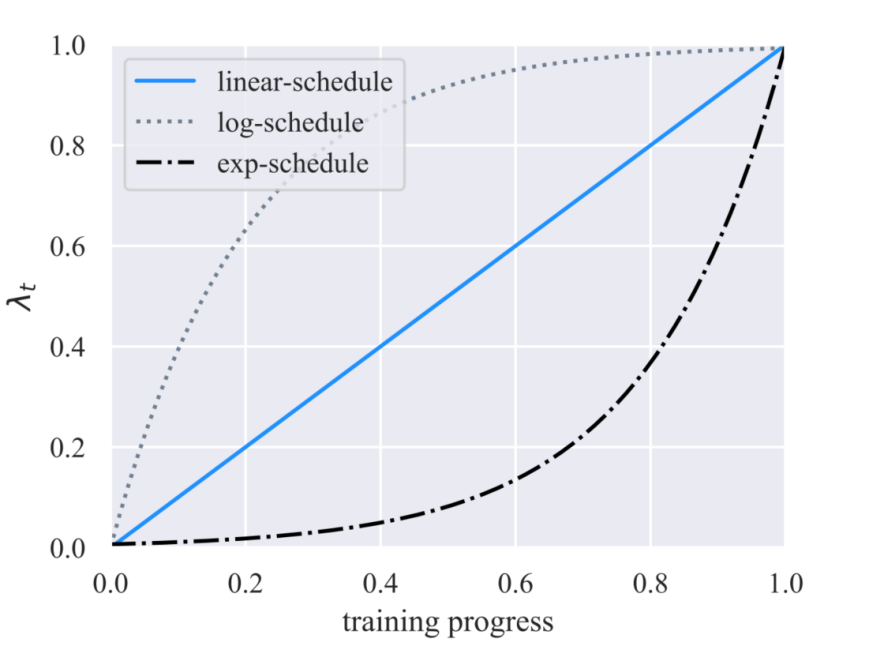 1.0
linear-schedule
log-schedule
exp-schedule
0.8
0.6
λt
0.4
0.2
0.0
0.0 0.2 0.4 0.6 0.8 1.0
training progress